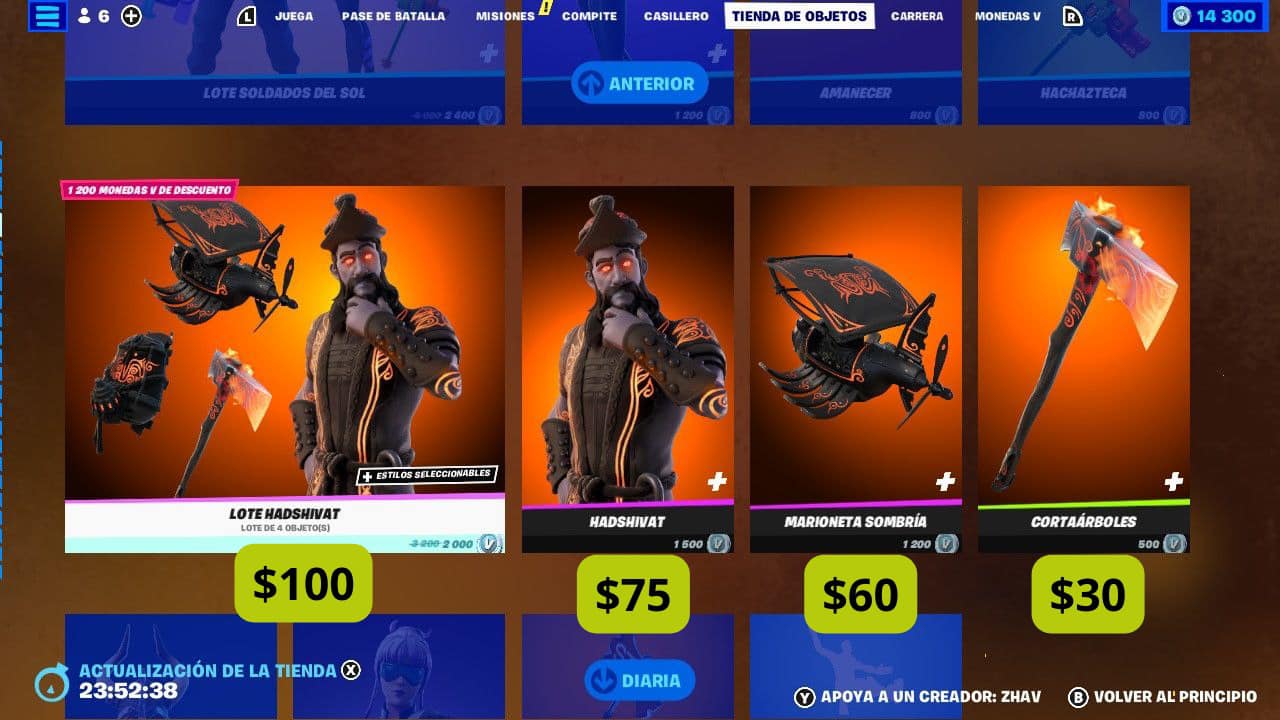 6
L
JUEGA
PASE DE BATALLA
MISIONES
!
COMPITE
CASILLERO
TIENDA DE OBJETOS
CARRERA
MONEDAS V
R
14 300
LOTE SOLDADOS DEL SOL
2 400
ANTERIOR
1 200
AMANECER
800
HACHAZTECA
800
1 200 MONEDAS V DE DESCUENTO
+ ESTILOS SELECCIONABLES
LOTE HADSHIVAT
LOTE DE 4 OBJETO(S)
3 200 2 000
HADSHIVAT
1 500
MARIONETA SOMBRÍA
1 200
CORTAÁRBOLES
500
$100
$75
$60
$30
ACTUALIZACIÓN DE LA TIENDA X
23:52:38
DIARIA
Y APOYA A UN CREADOR: ZHAV
B VOLVER AL PRINCIPIO